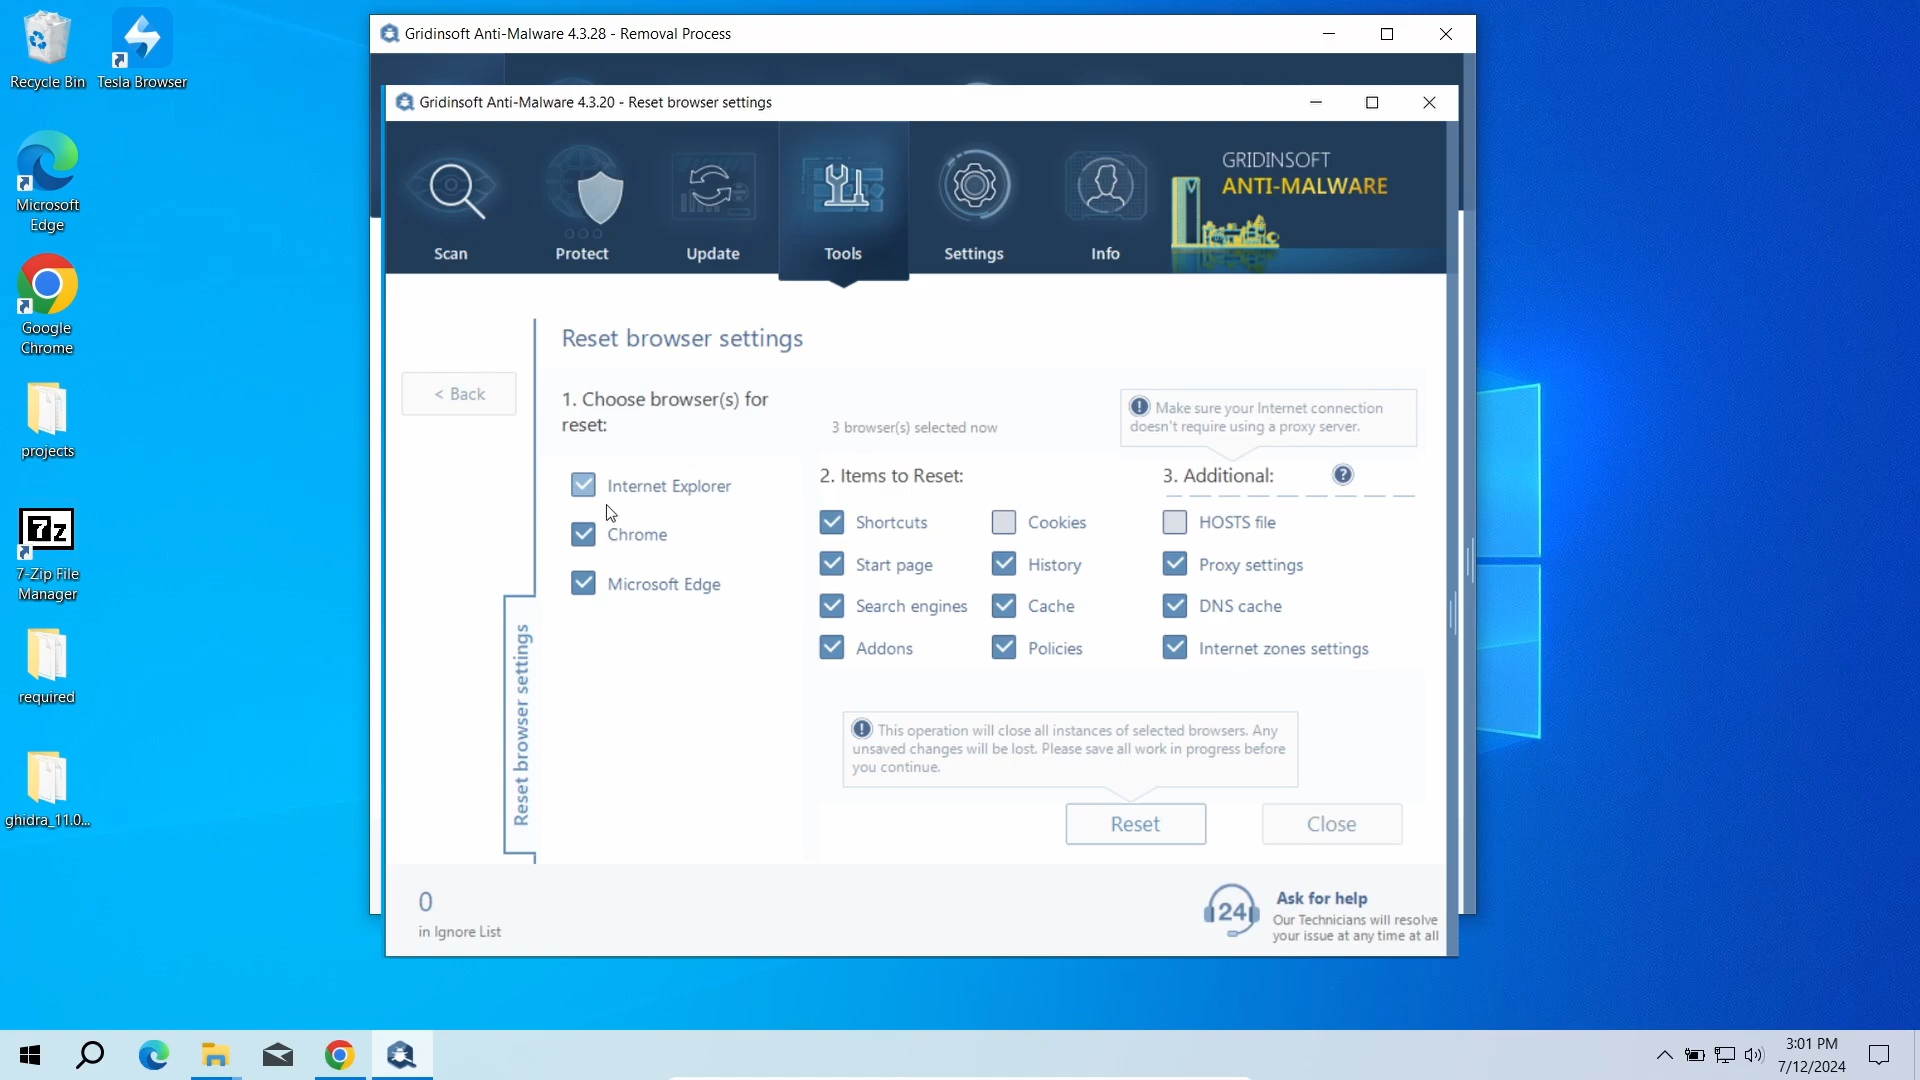 Recycle Bin
Tesla Browser
Microsoft
Edge
Google
Chrome
projects
7z
7-Zip File
Manager
required
ghidra_11.0...
Gridinsoft Anti-Malware 4.3.28 - Removal Process
Gridinsoft Anti-Malware 4.3.20 - Reset browser settings
Scan
Protect
Update
Tools
Settings
Info
GRIDINSOFT
ANTI-MALWARE
< Back
Reset browser settings
Reset browser settings
1. Choose browser(s) for
reset:
3 browser(s) selected now
Make sure your Internet connection
doesn't require using a proxy server.
Internet Explorer
Chrome
Microsoft Edge
2. Items to Reset:
Shortcuts
Cookies
Start page
History
Search engines
Cache
Addons
Policies
3. Additional:
?
HOSTS file
Proxy settings
DNS cache
Internet zones settings
This operation will close all instances of selected browsers. Any
unsaved changes will be lost. Please save all work in progress before
you continue.
Reset
Close
0
in Ignore List
24
Ask for help
Our Technicians will resolve
your issue at any time at all
3:01 PM
7/12/2024